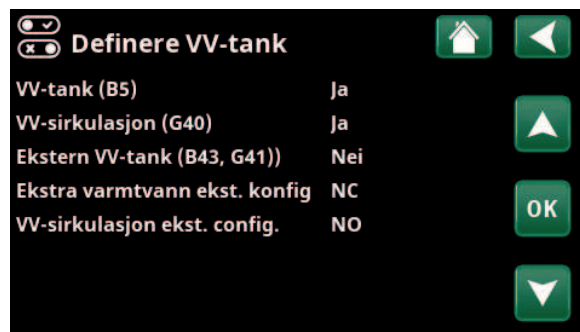 Definere VV-tank
VV-tank (B5) Ja
VV-sirkulasjon (G40) Ja
Ekstern VV-tank (B43, G41)) Nei
Ekstra varmtvann ekst. konfig NC
VV-sirkulasjon ekst. config. NO
OK